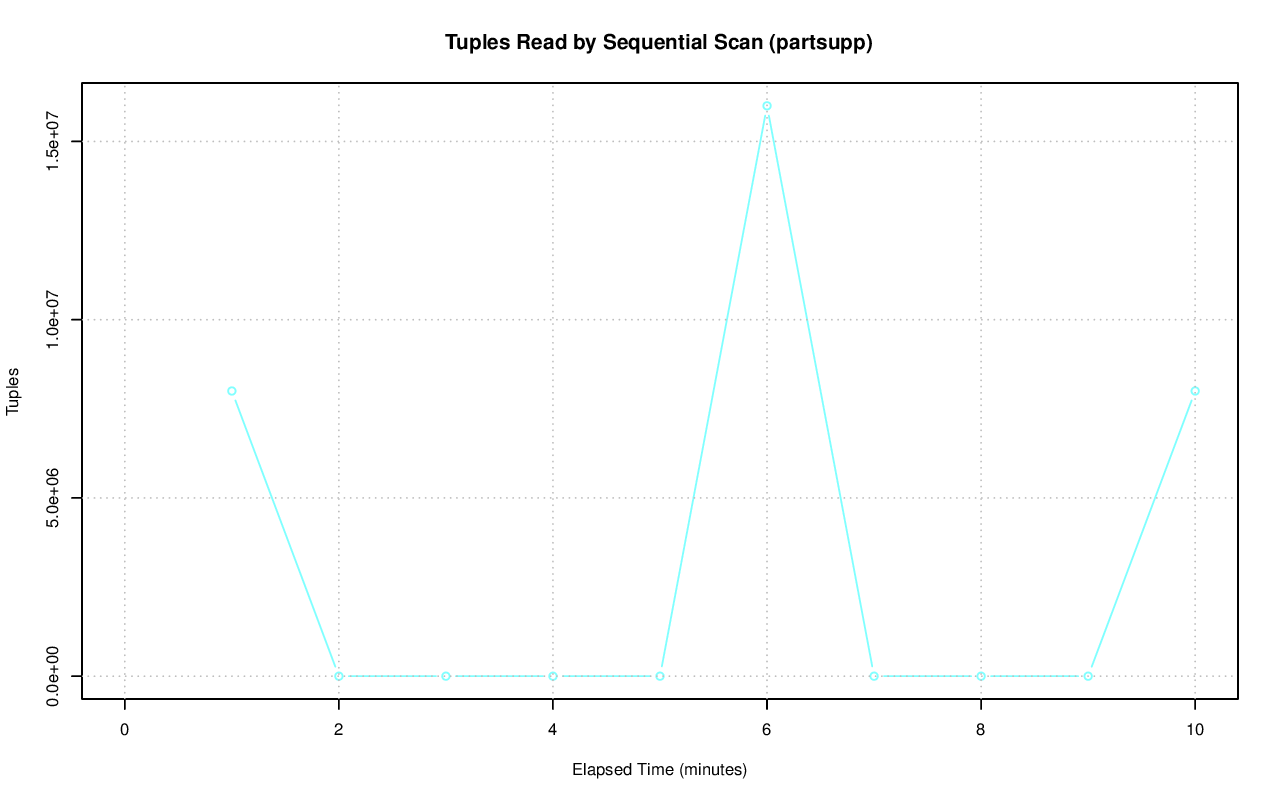 Tuples Read by Sequential Scan (partsupp)
1.5e+07
1.0e+07
5.0e+06
0.0e+00
Tuples
0 2 4 6 8 10
Elapsed Time (minutes)